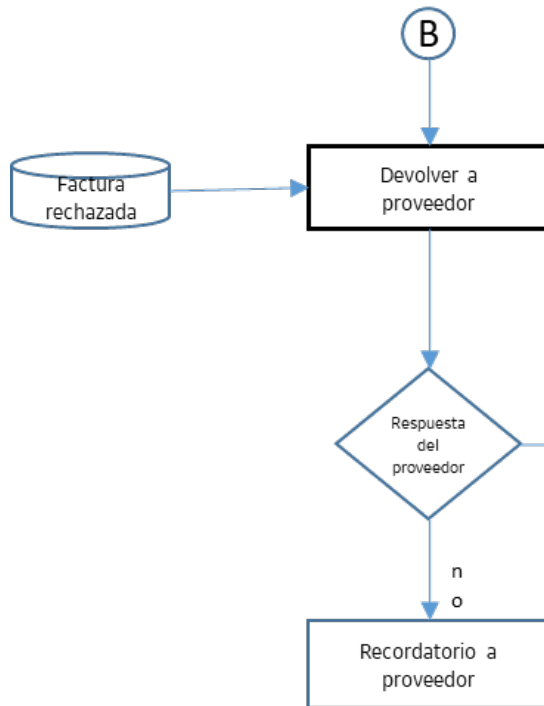 B
Factura
rechazada
Devolver a
proveedor
Respuesta
del
proveedor
n
o
Recordatorio a
proveedor